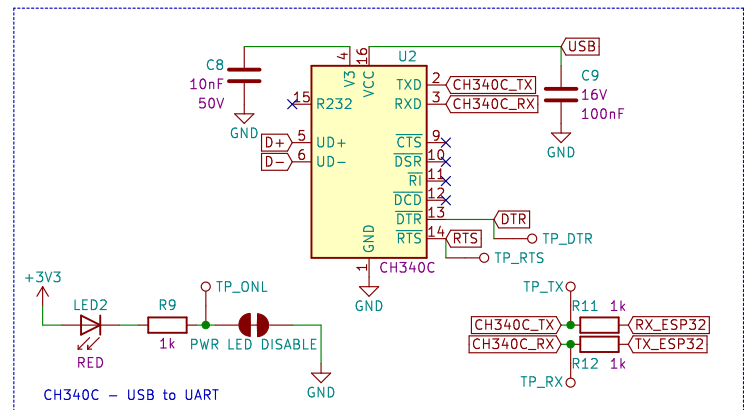 USB
C8
10nF
50V
GND
4
16
V3
VCC
U2
15
R232
TXD
2
CH340C_TX
RXD
3
CH340C_RX
C9
16V
100nF
GND
D+
5
UD+
D-
6
UD-
CTS
9
DSR
10
RI
11
DCD
12
DTR
13
DTR
TP_DTR
RTS
14
RTS
TP_RTS
GND
1
CH340C
GND
+3V3
LED2
RED
R9
1k
TP_ONL
PWR LED DISABLE
GND
TP_TX
R11
1k
CH340C_TX
RX_ESP32
CH340C_RX
TX_ESP32
R12
1k
TP_RX
CH340C - USB to UART